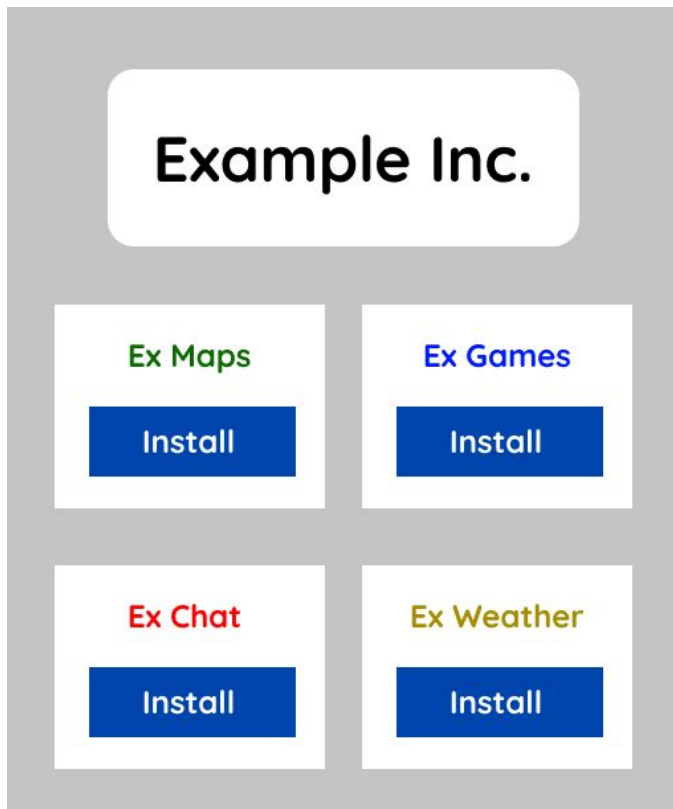 Example Inc.
Ex Maps
Ex Games
Install
Install
Ex Chat
Ex Weather
Install
Install